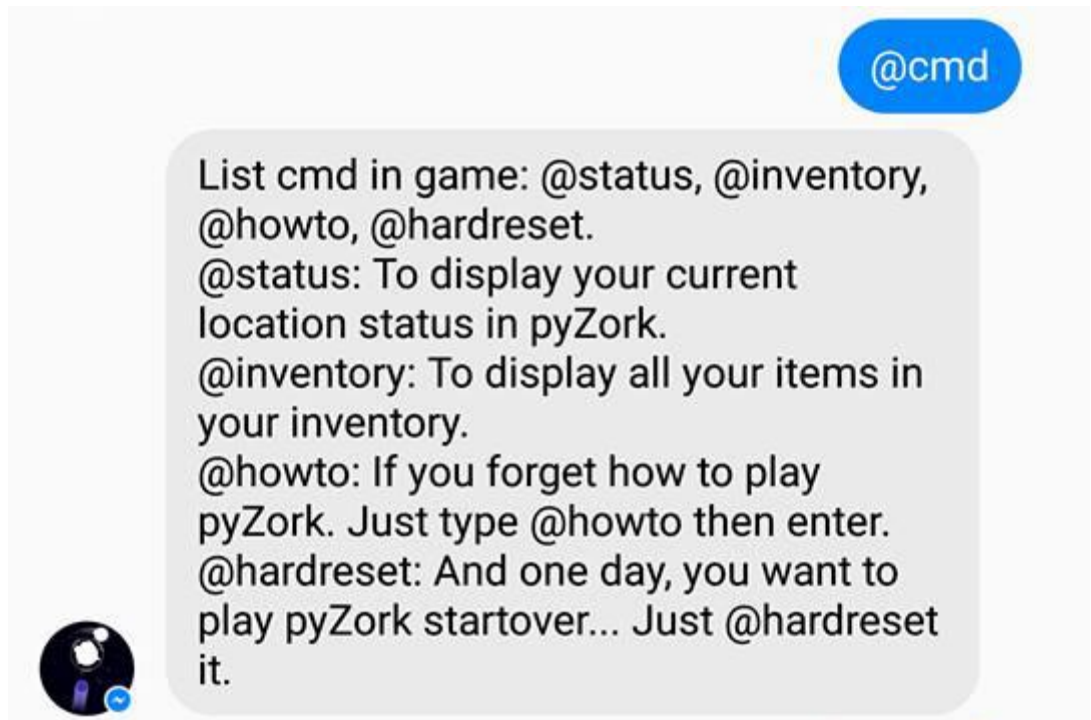 @cmd
List cmd in game: @status, @inventory,
@howto, @hardreset.
@status: To display your current
location status in pyZork.
@inventory: To display all your items in
your inventory.
@howto: If you forget how to play
pyZork. Just type @howto then enter.
@hardreset: And one day, you want to
play pyZork startover... Just @hardreset
it.